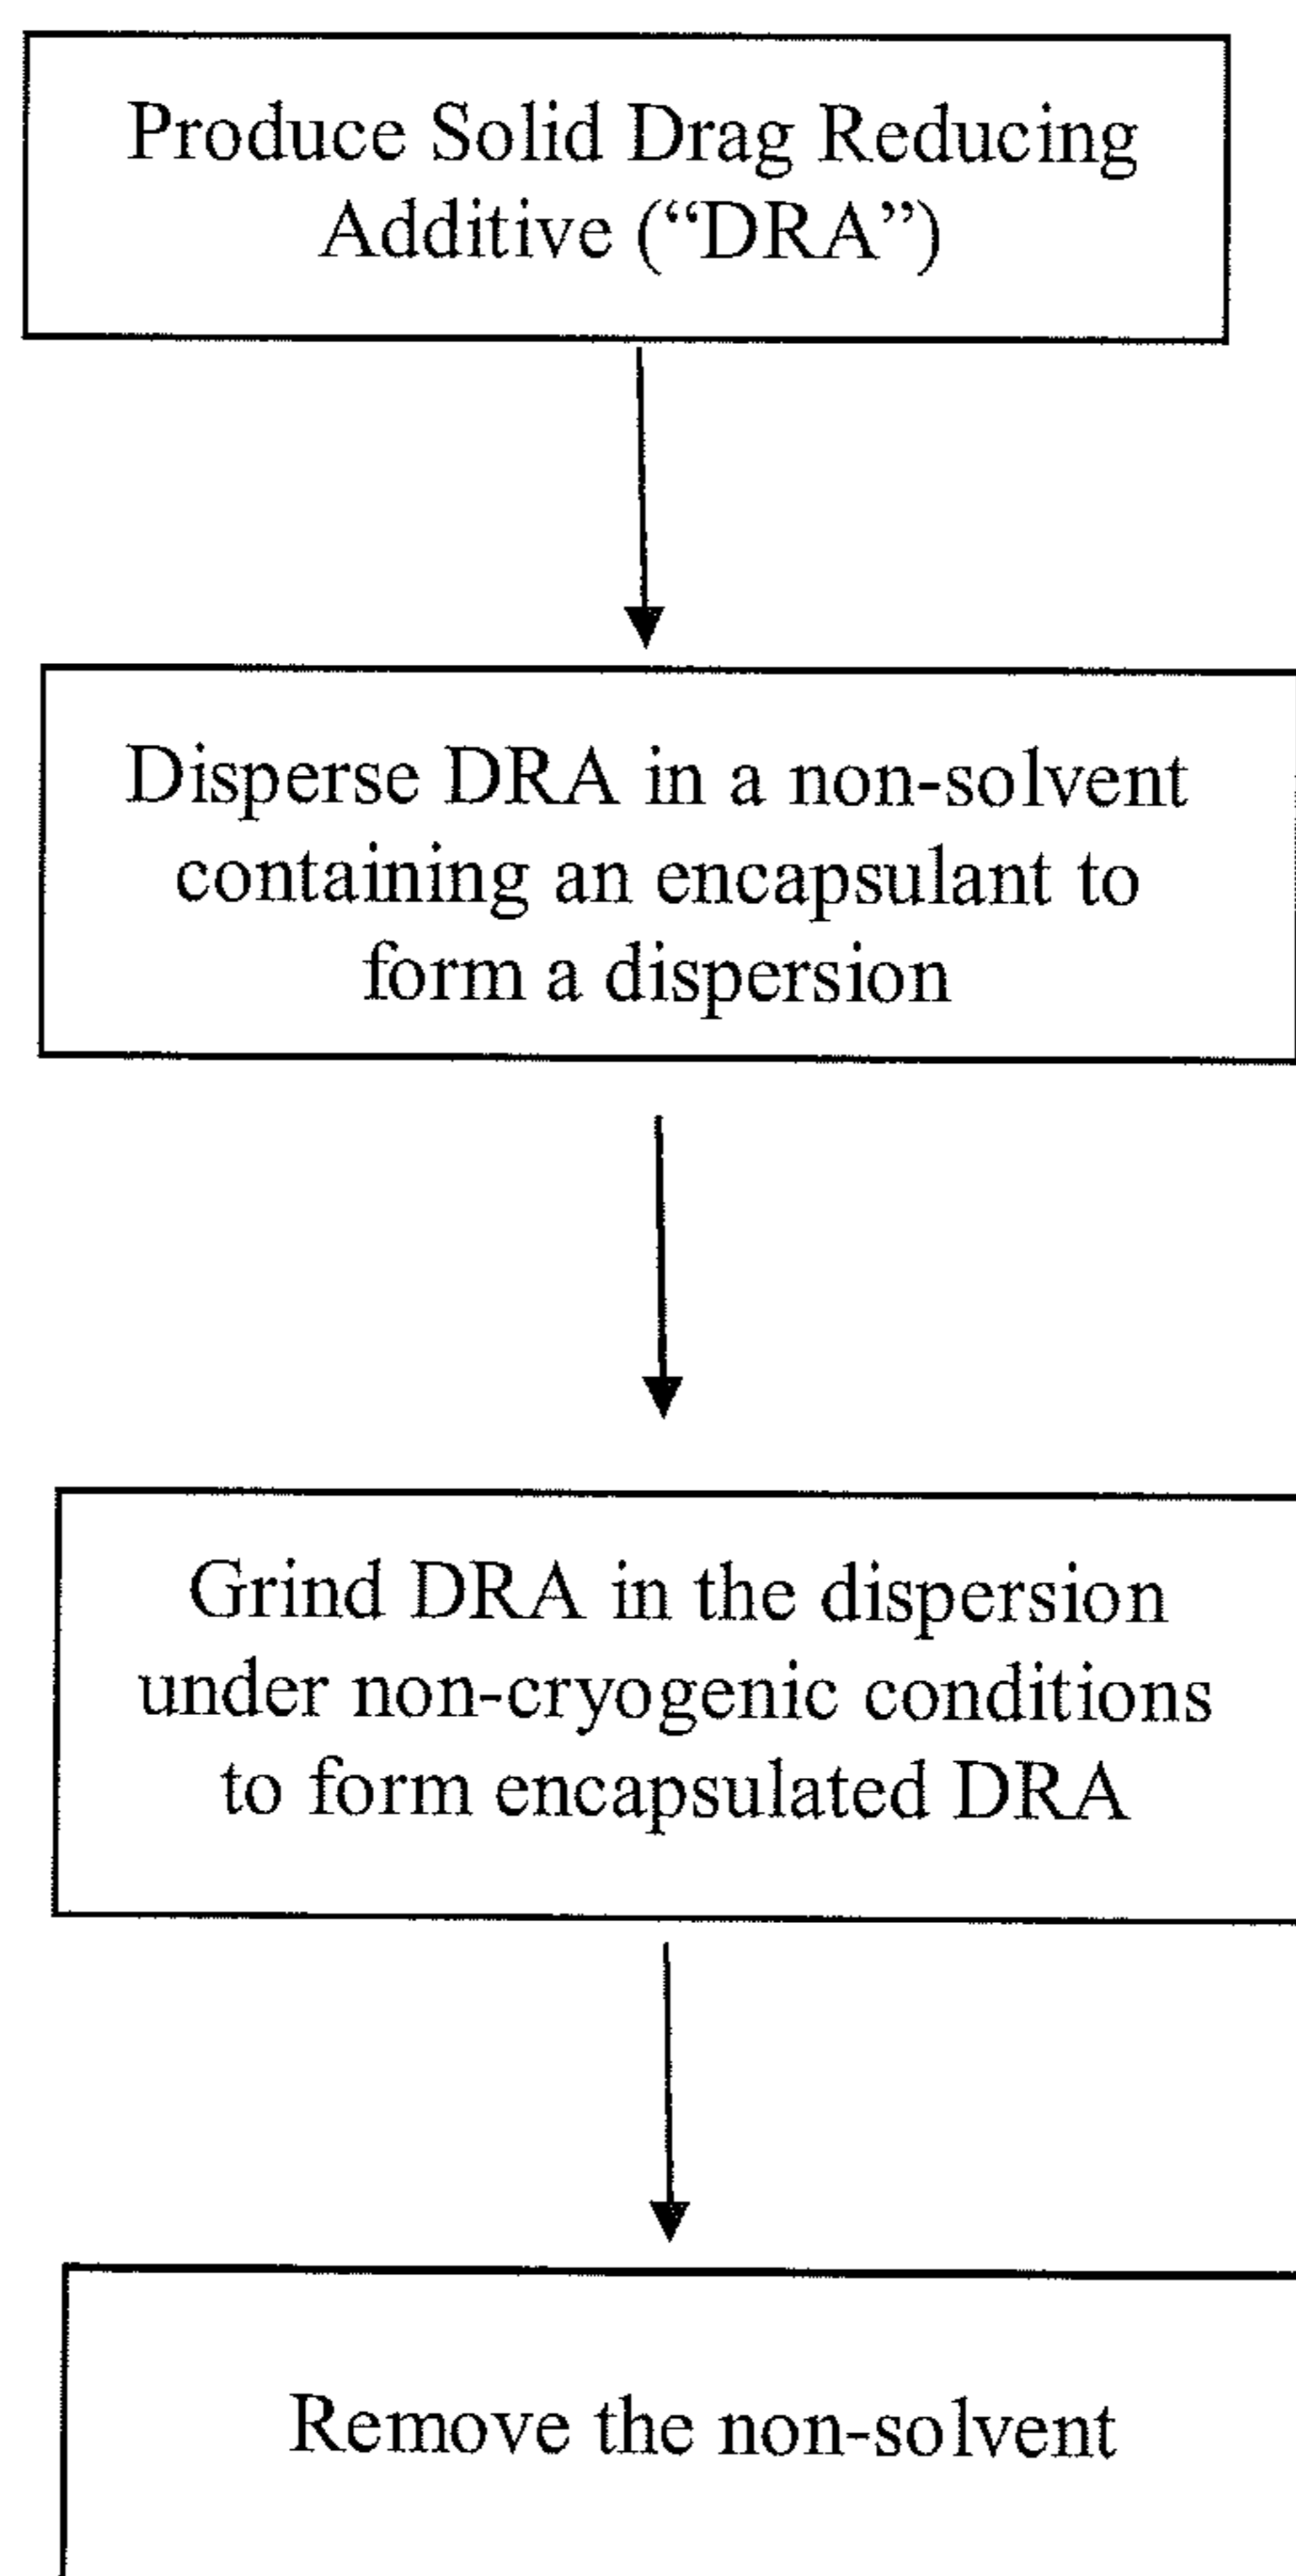 Produce Solid Drag Reducing
Additive (“DRA”)
Disperse DRA in a non-solvent
containing an encapsulant to
form a dispersion
Grind DRA in the dispersion
under non-cryogenic conditions
to form encapsulated DRA
Remove the non-solvent